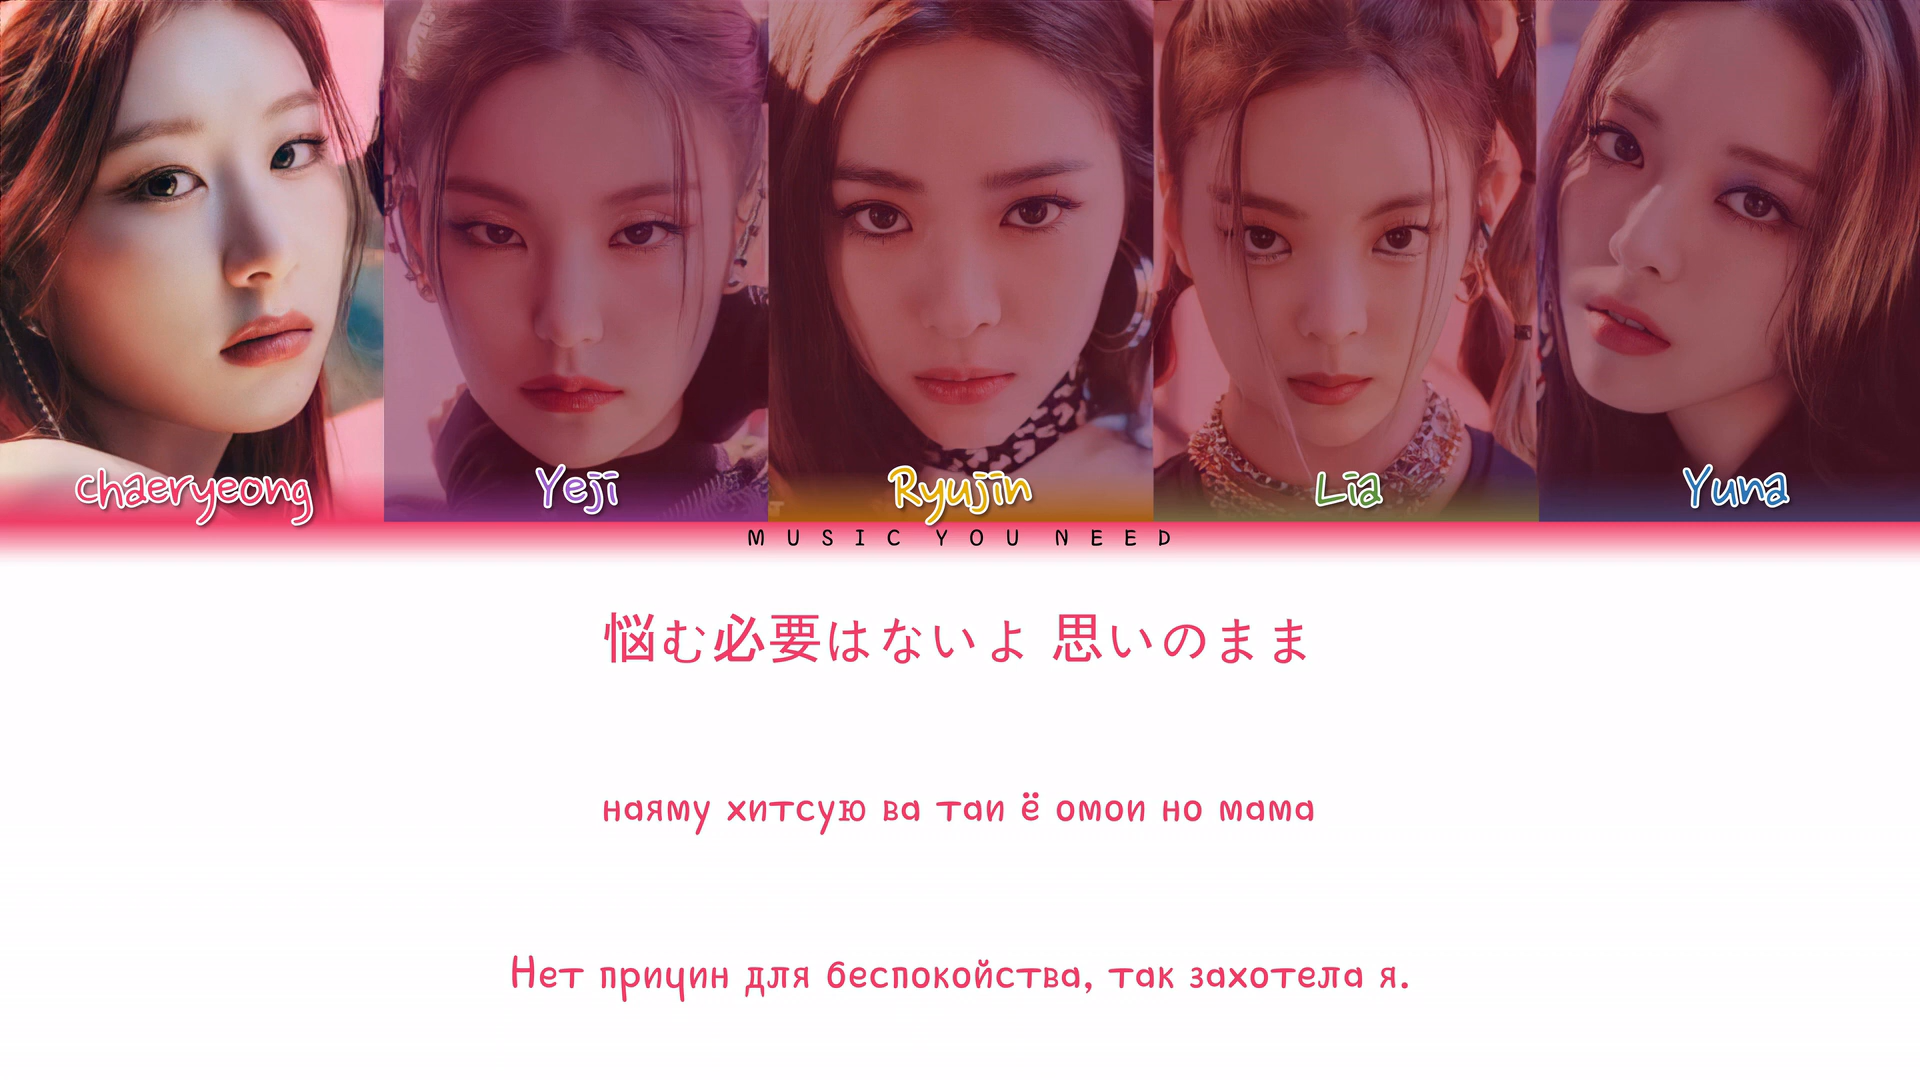 chaeryeong
Yeji
Ryujin
Lia
Yuna
MUSIC YOU NEED
悩む必要はないよ 思いのまま
наяму хитсую ва таи ё омои но мама
Нет причин для беспокойства, так захотела я.